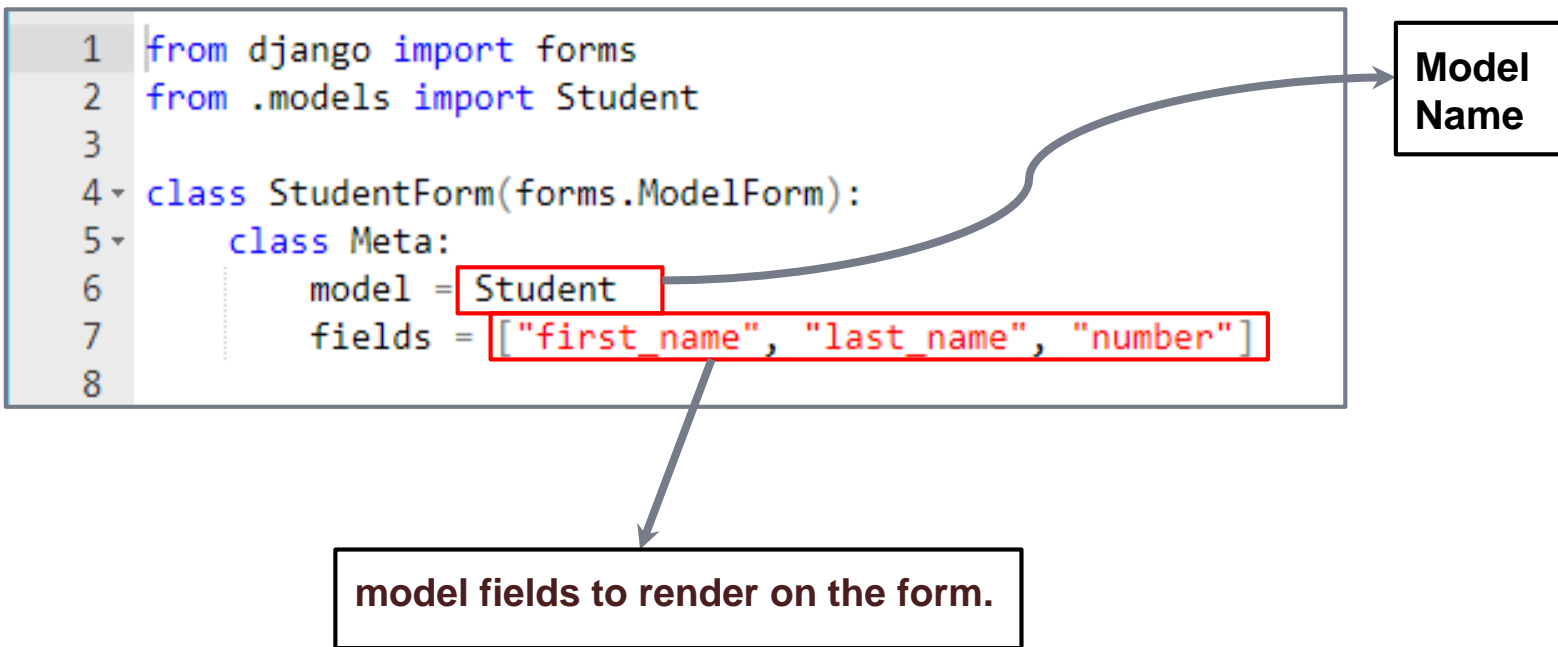 1 from django import forms
2 from .models import Student
3
4 class StudentForm(forms.ModelForm):
5     class Meta:
6         model = Student
7         fields = ["first_name", "last_name", "number"]
8
Model
Name
model fields to render on the form.